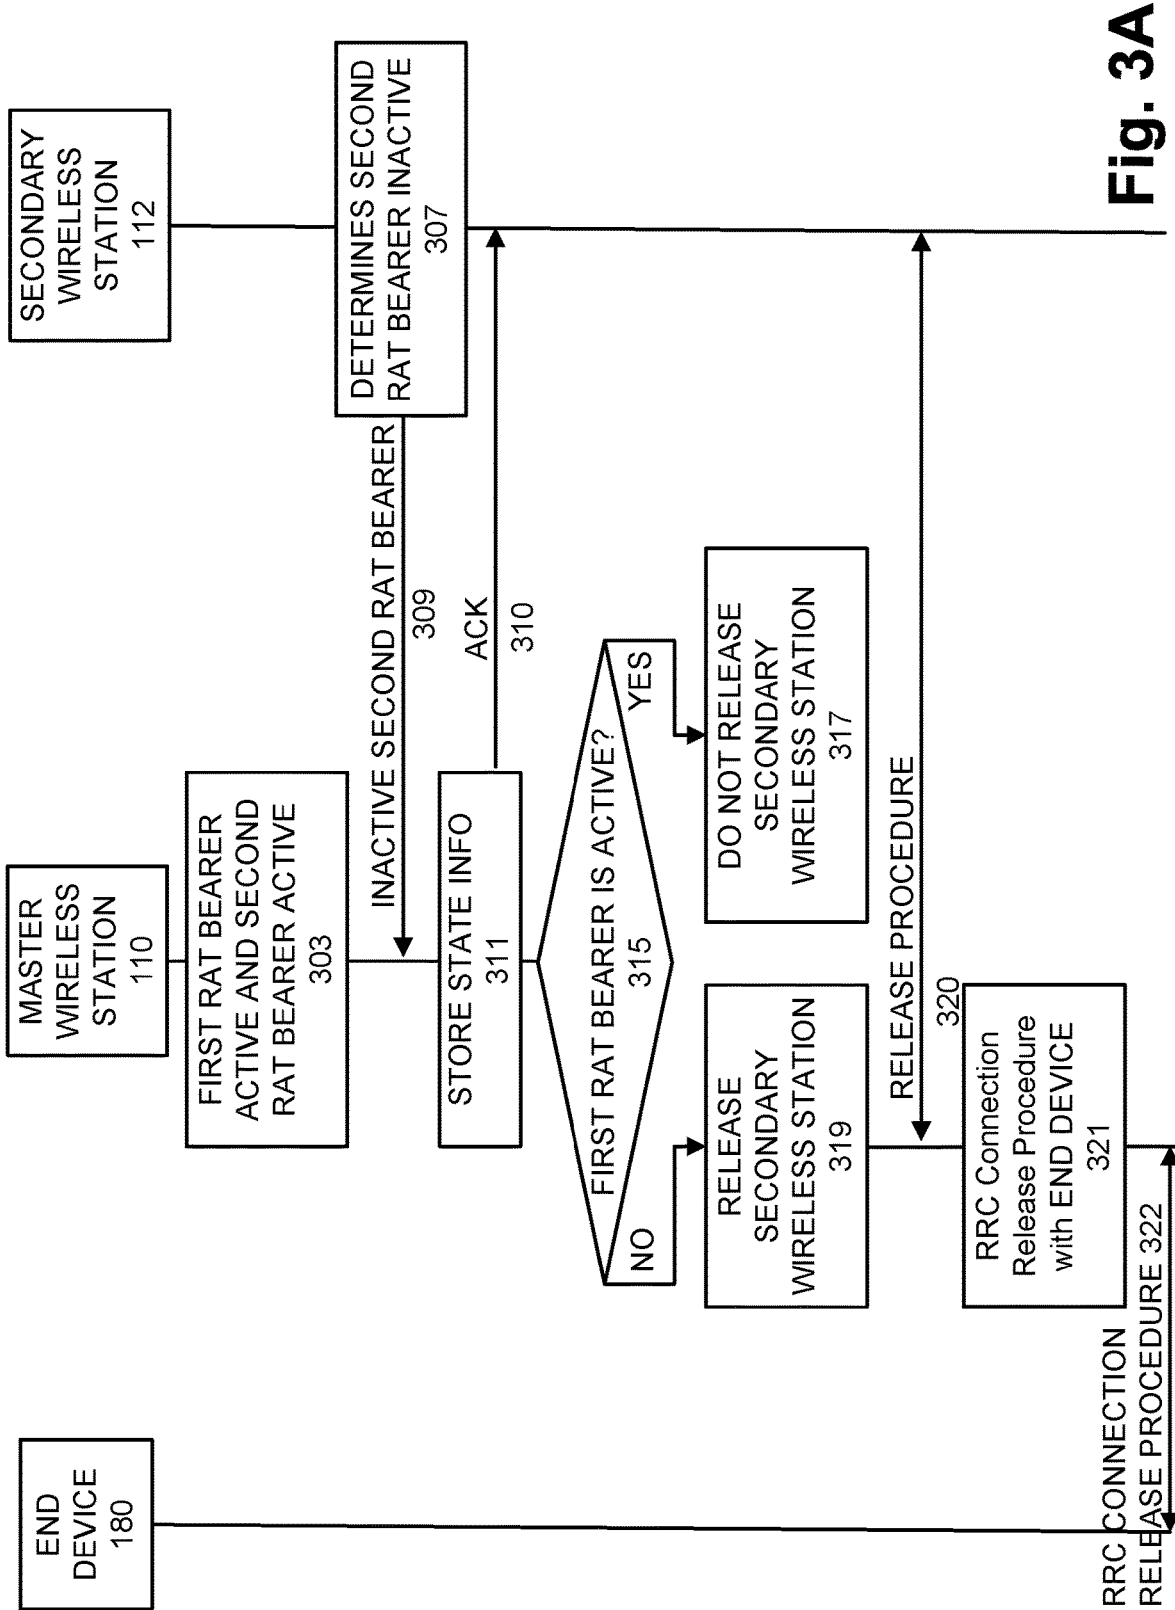 END
DEVICE
180
MASTER
WIRELESS
STATION
110
SECONDARY
WIRELESS
STATION
112
FIRST RAT BEARER
ACTIVE AND SECOND
RAT BEARER ACTIVE
303
DETERMINES SECOND
RAT BEARER INACTIVE
307
INACTIVE SECOND RAT BEARER
309
STORE STATE INFO
311
ACK
310
FIRST RAT BEARER IS ACTIVE?
315
NO
YES
RELEASE
SECONDARY
WIRELESS STATION
319
DO NOT RELEASE
SECONDARY
WIRELESS STATION
317
RELEASE PROCEDURE
320
RRC Connection
Release Procedure
with END DEVICE
321
RRC CONNECTION
RELEASE PROCEDURE 322
Fig. 3A